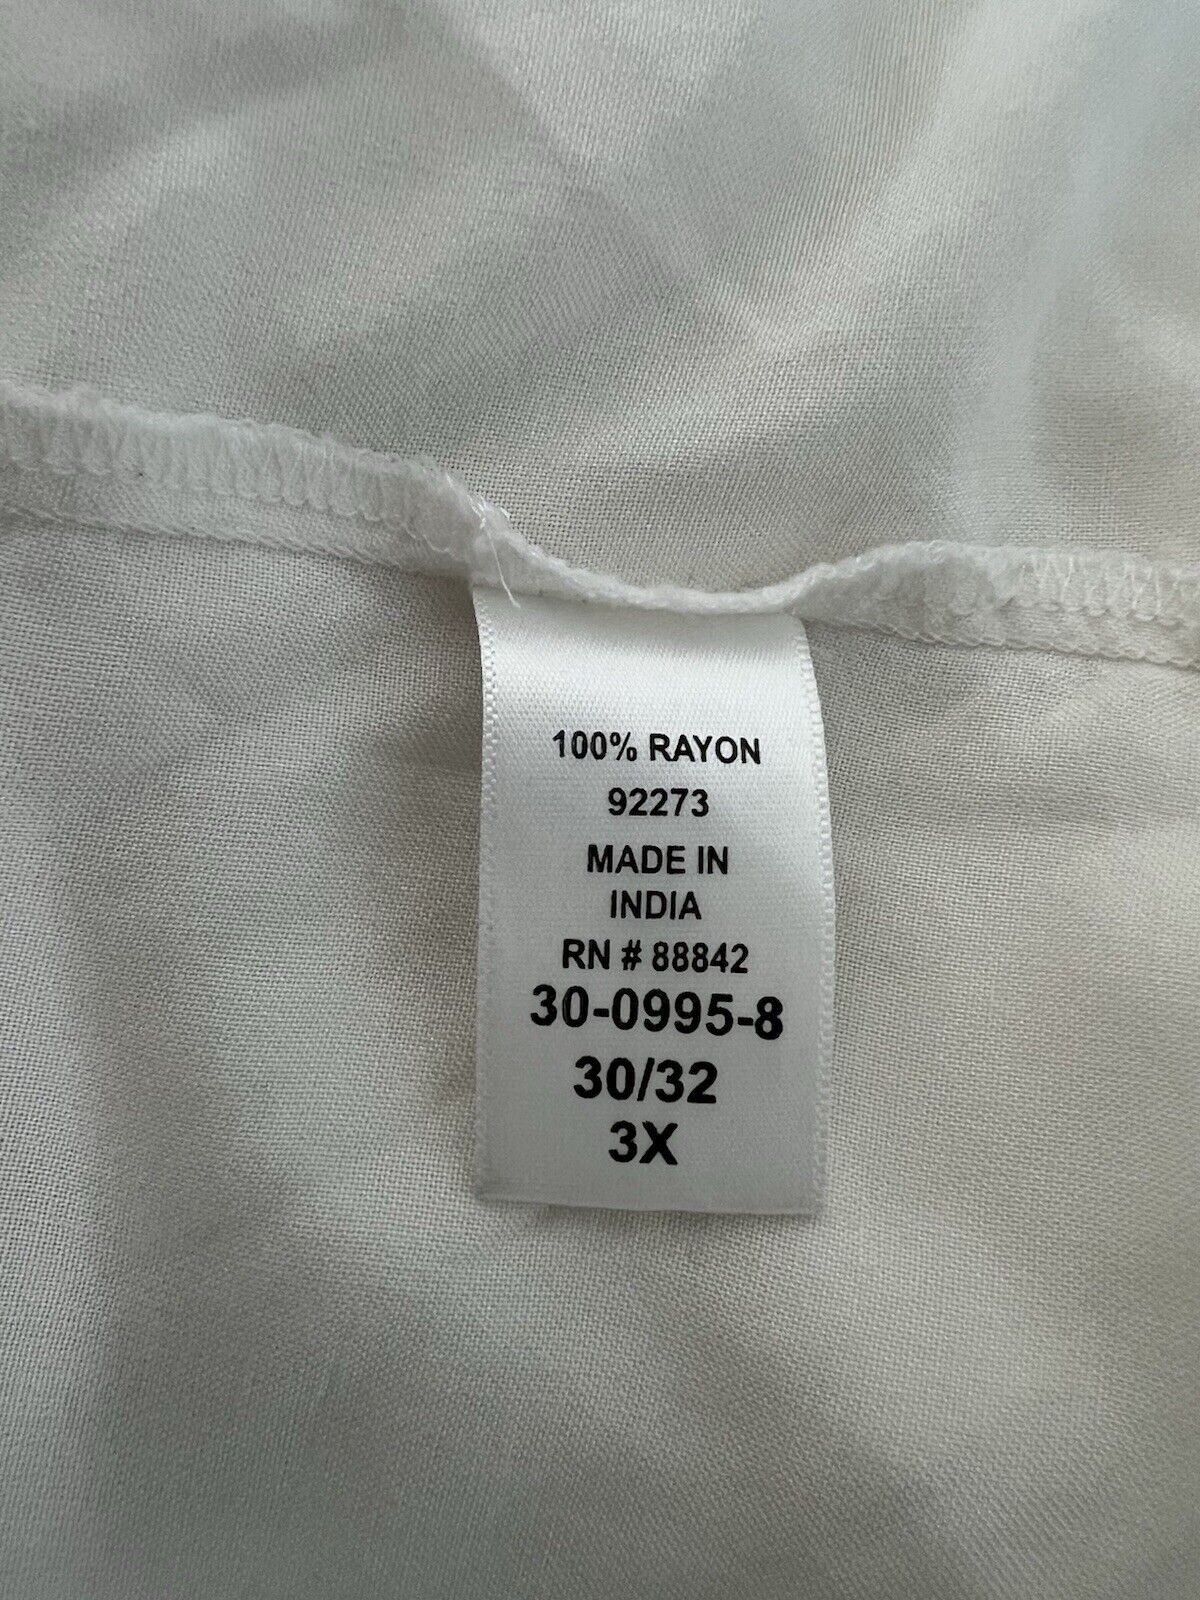 100% RAYON
92273
MADE IN
INDIA
RN # 88842
30-0995-8
30/32
3X